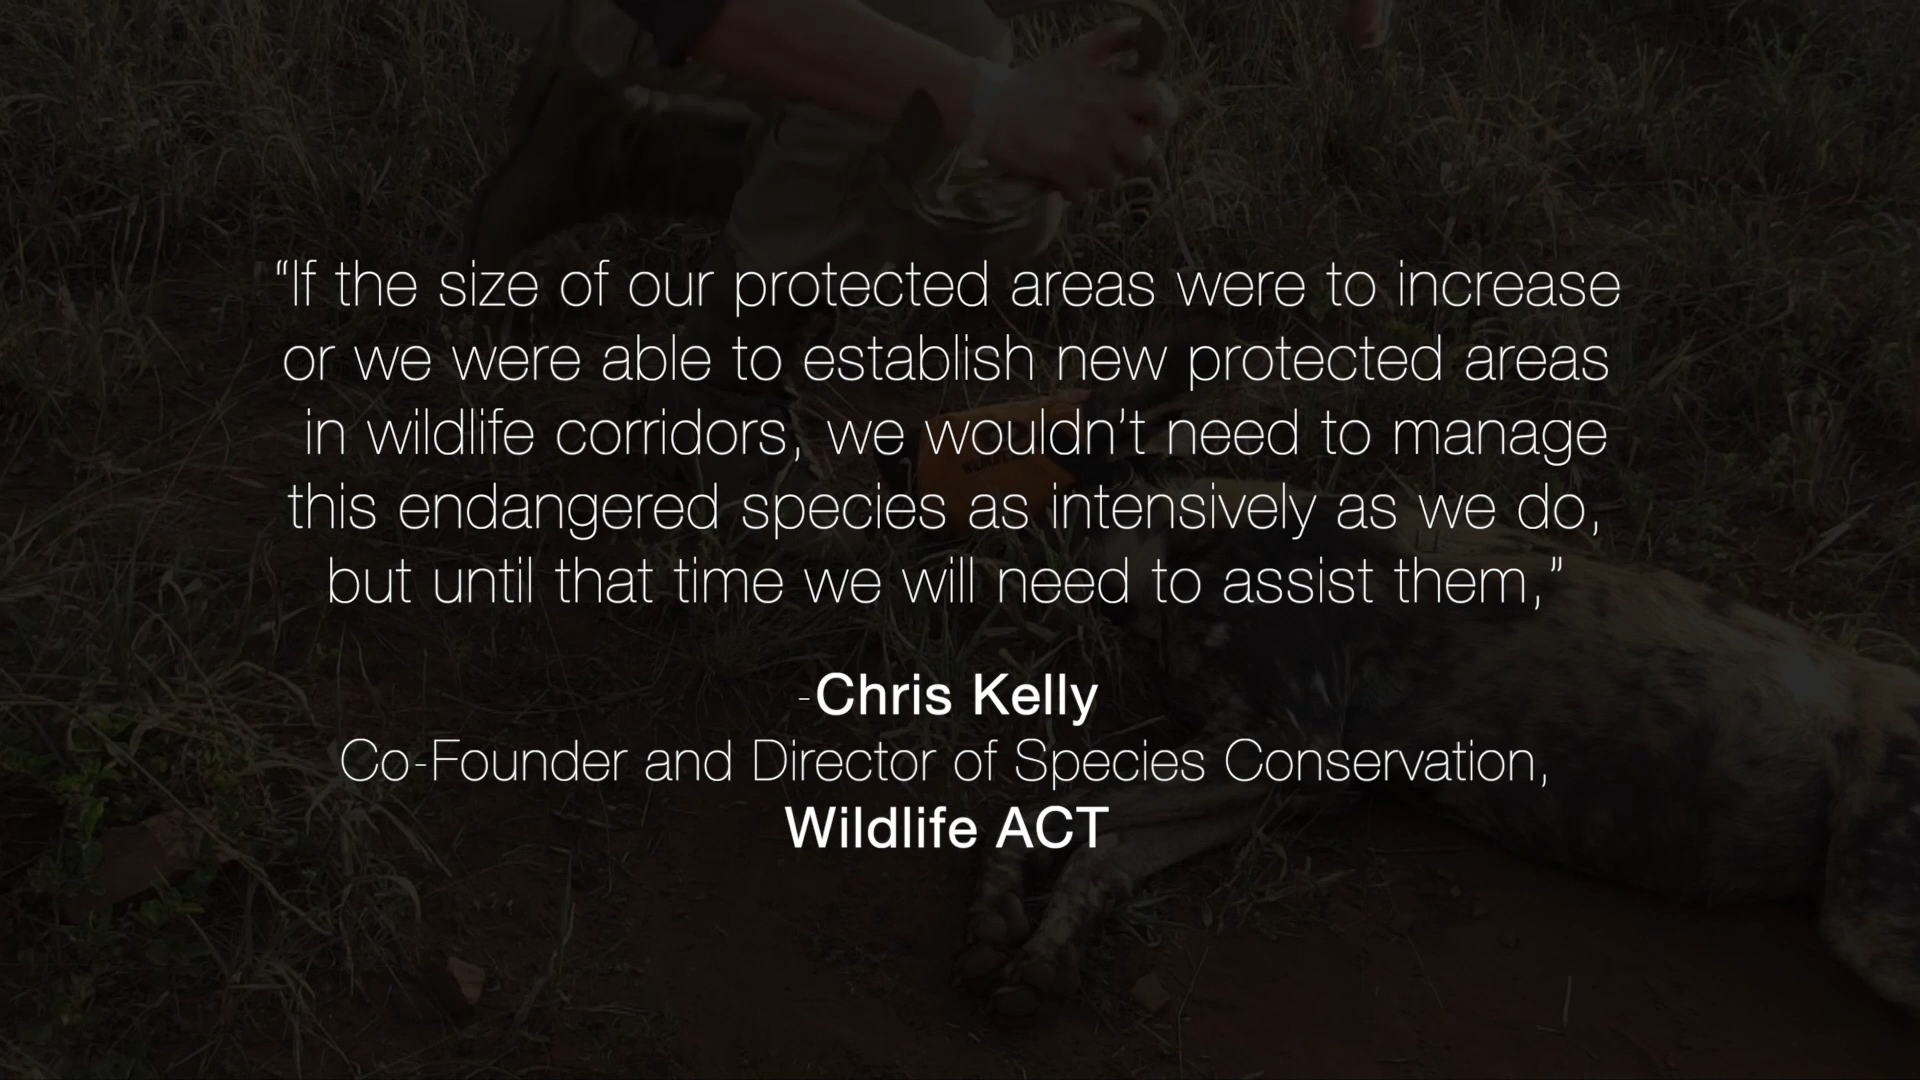 “If the size of our protected areas were to increase
or we were able to establish new protected areas
in wildlife corridors, we wouldn’t need to manage
this endangered species as intensively as we do,
but until that time we will need to assist them,”
-Chris Kelly
Co-Founder and Director of Species Conservation,
Wildlife ACT